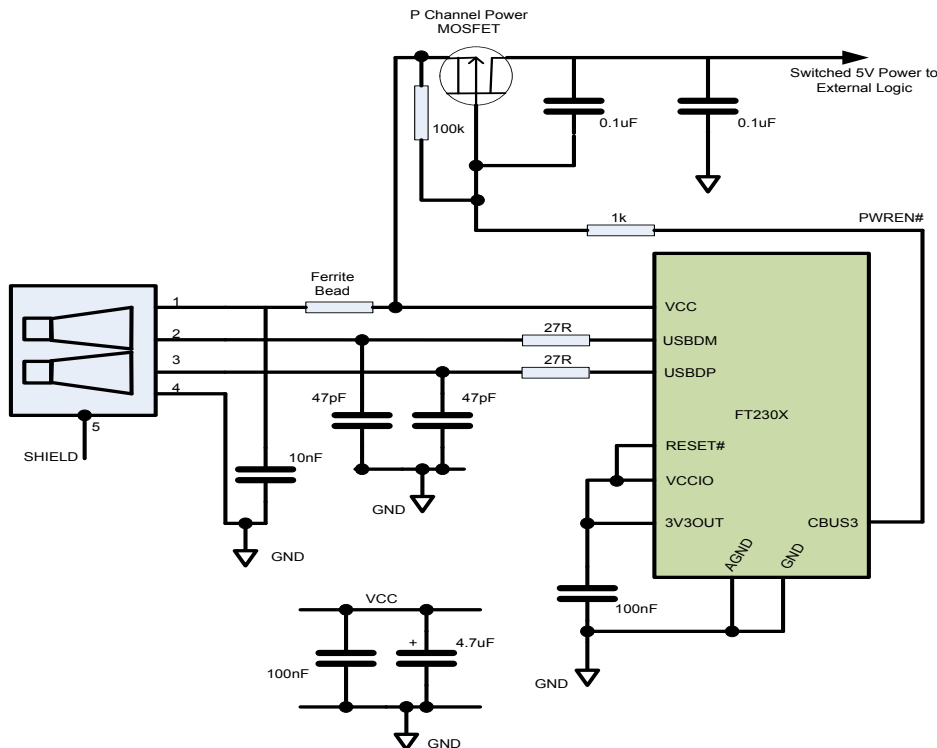 P Channel Power
MOSFET
Switched 5V Power to
External Logic
100k
0.1uF
0.1uF
1k
PWREN#
Ferrite
Bead
1
VCC
2
27R
USBDM
3
27R
USBDP
4
47pF
47pF
FT230X
5
SHIELD
10nF
RESET#
VCCIO
GND
3V3OUT
CBUS3
GND
AGND
GND
100nF
VCC
+
4.7uF
100nF
GND
GND